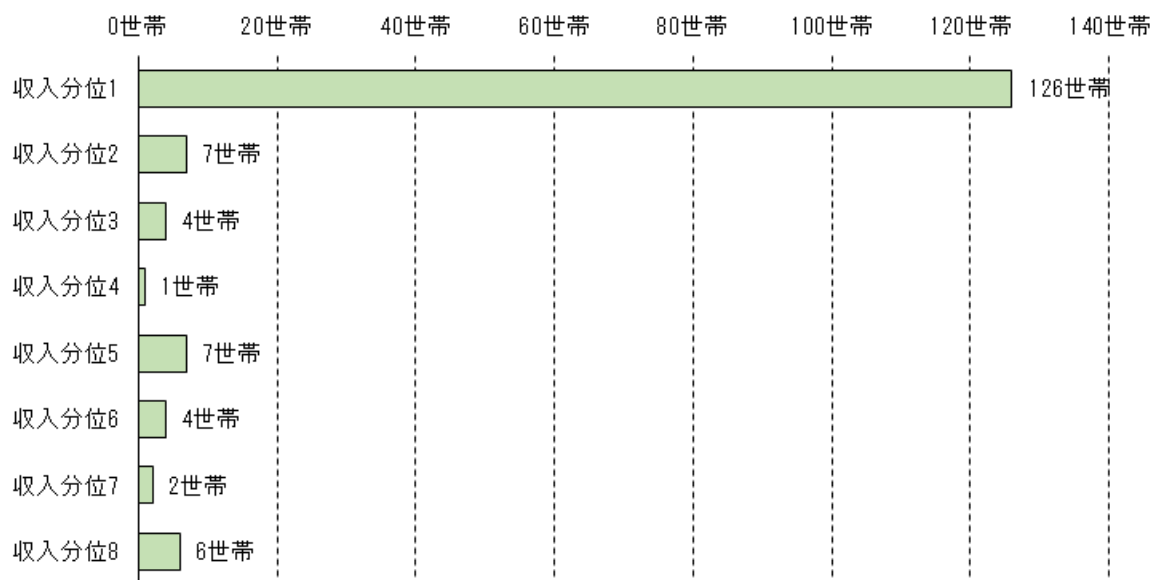 0世帯 20世帯 40世帯 60世帯 80世帯 100世帯 120世帯 140世帯
収入分位1 126世帯
収入分位2 7世帯
収入分位3 4世帯
収入分位4 1世帯
収入分位5 7世帯
収入分位6 4世帯
収入分位7 2世帯
収入分位8 6世帯